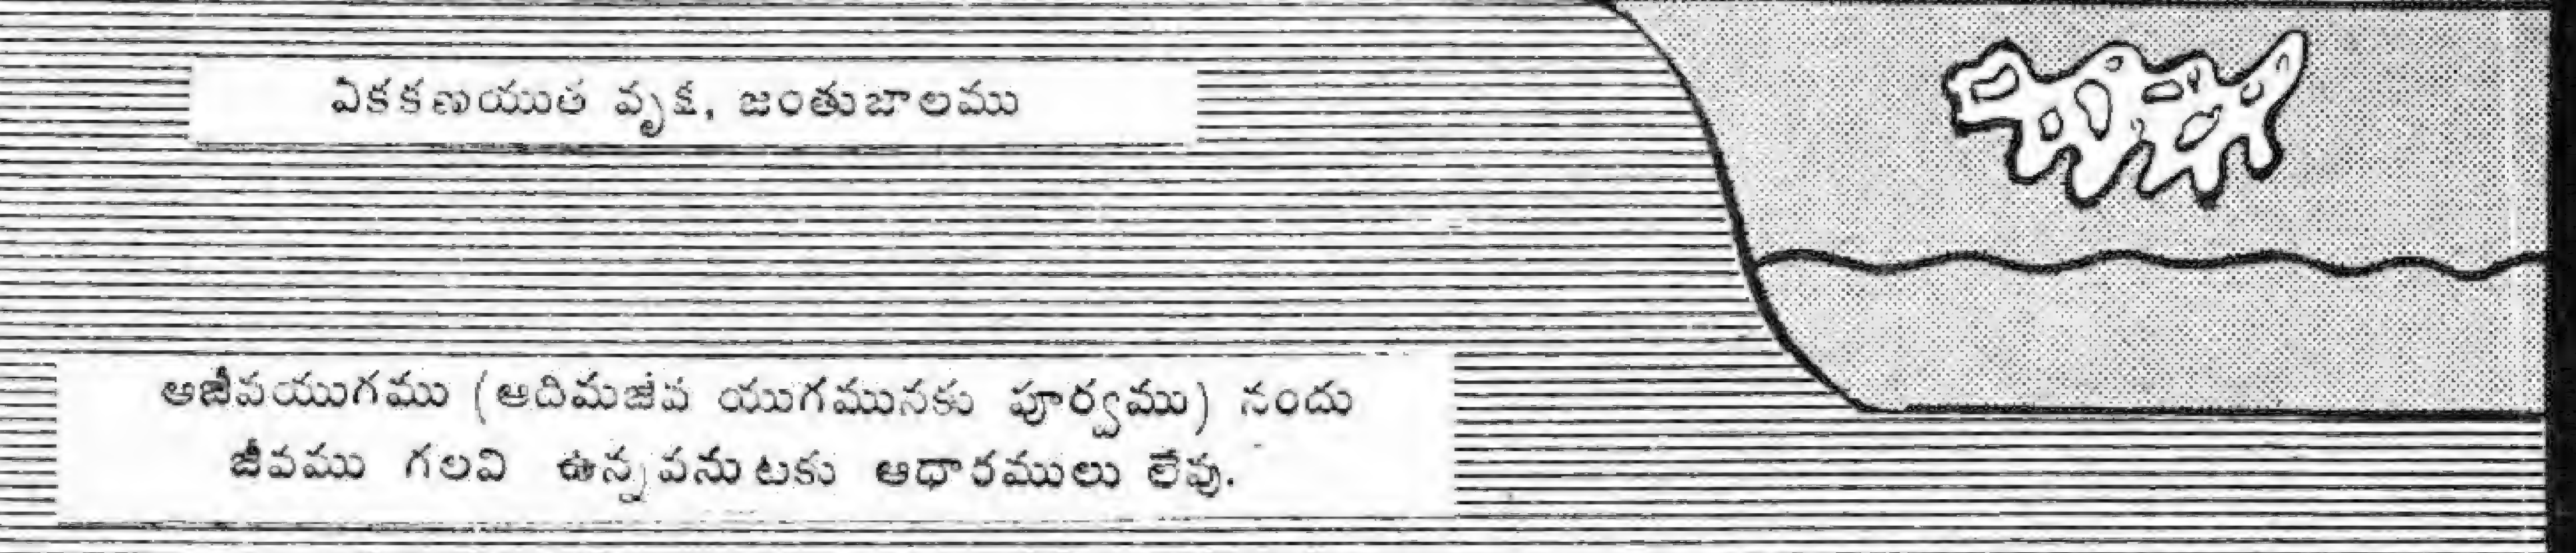 ఏకకణయుత వృక్ష, జంతుజాలము
అజీవయుగము (ఆదిమజీవ యుగమునకు పూర్వము) నందు
జీవము గలవి ఉన్నవనుటకు ఆధారములు లేవు.